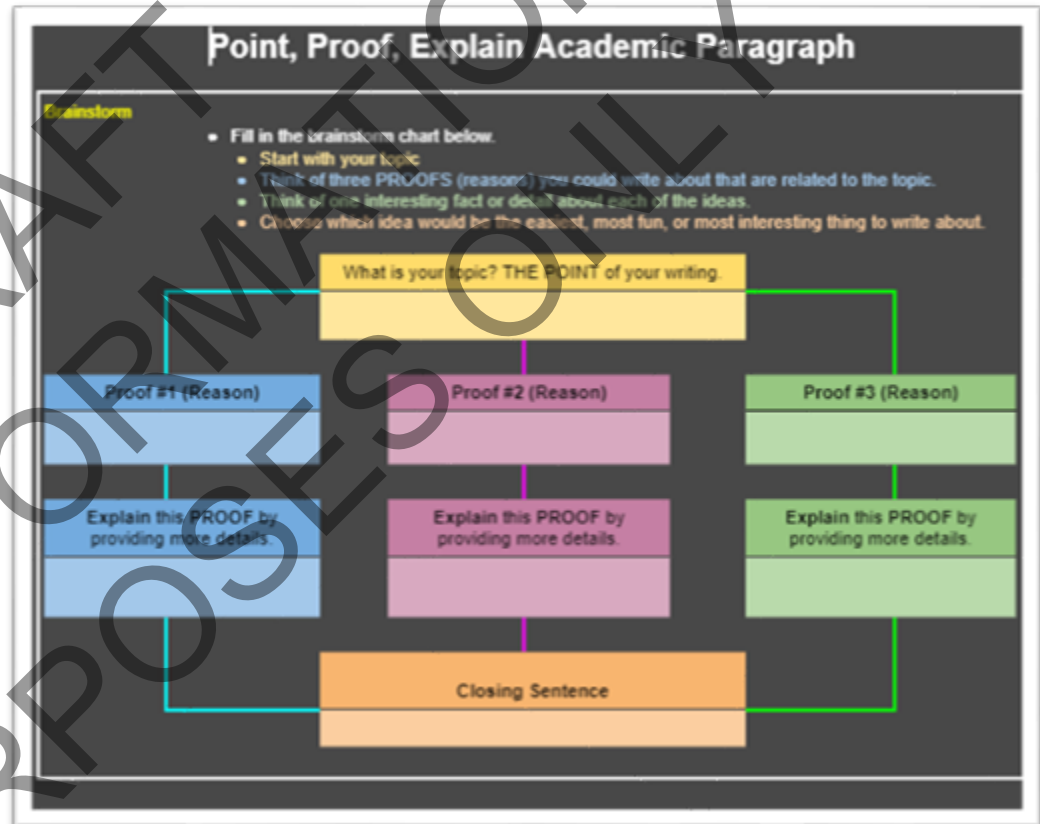 Point, Proof, Explain Academic Paragraph
Brainstorm
Fill in the brainstorm chart below.
Start with your topic
Think of three PROOFS (reasons) you could write about that are related to the topic.
Think of one interesting fact or detail about each of the ideas.
Choose which idea would be the easiest, most fun, or most interesting thing to write about.
What is your topic? THE POINT of your writing.
Proof #1 (Reason)
Proof #2 (Reason)
Proof #3 (Reason)
Explain this PROOF by
providing more details.
Explain this PROOF by
providing more details.
Explain this PROOF by
providing more details.
Closing Sentence